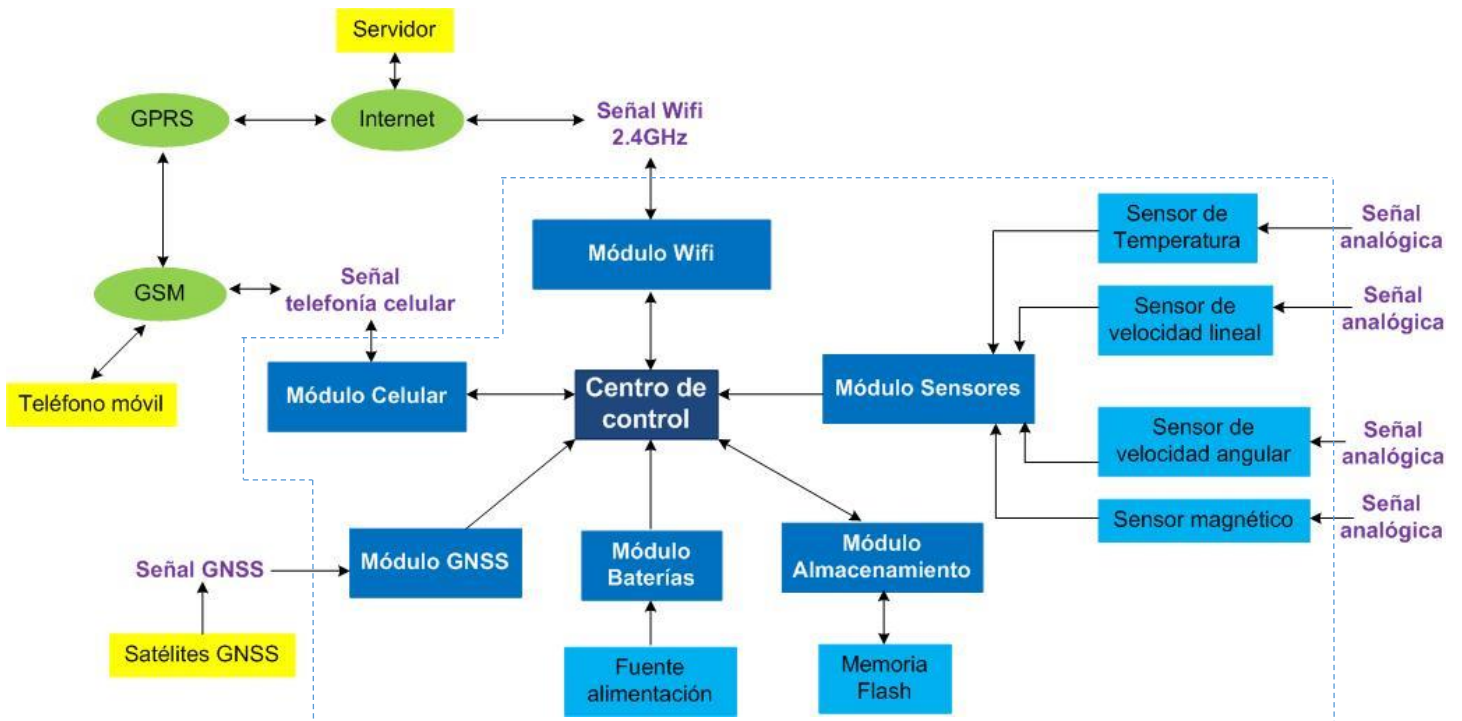 Servidor
GPRS
Internet
Señal Wifi
2.4GHz
Sensor de
Temperatura
Señal
analógica
Módulo Wifi
GSM
Señal
telefonía celular
Sensor de
velocidad lineal
Señal
analógica
Teléfono móvil
Módulo Celular
Centro de
control
Módulo Sensores
Sensor de
velocidad angular
Señal
analógica
Sensor magnético
Señal
analógica
Señal GNSS
Módulo GNSS
Módulo
Baterías
Módulo
Almacenamiento
Satélites GNSS
Fuente
alimentación
Memoria
Flash